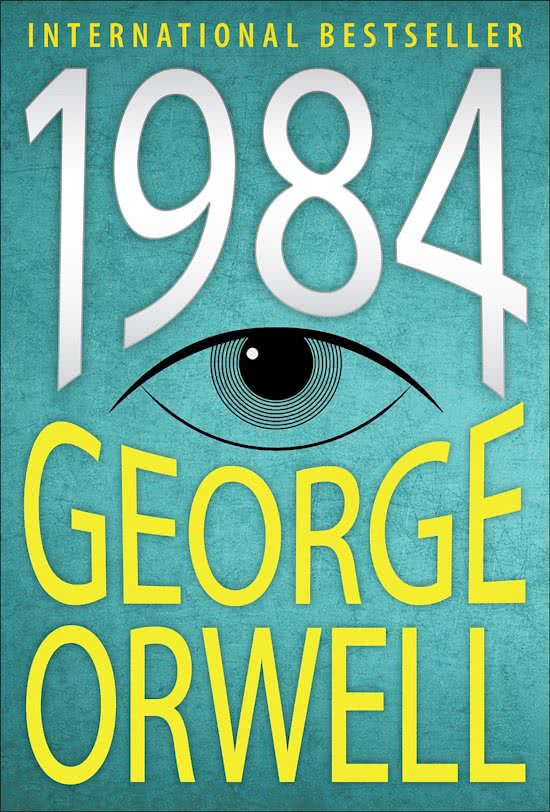 INTERNATIONAL BESTSELLER
1984
GEORGE
ORWELL